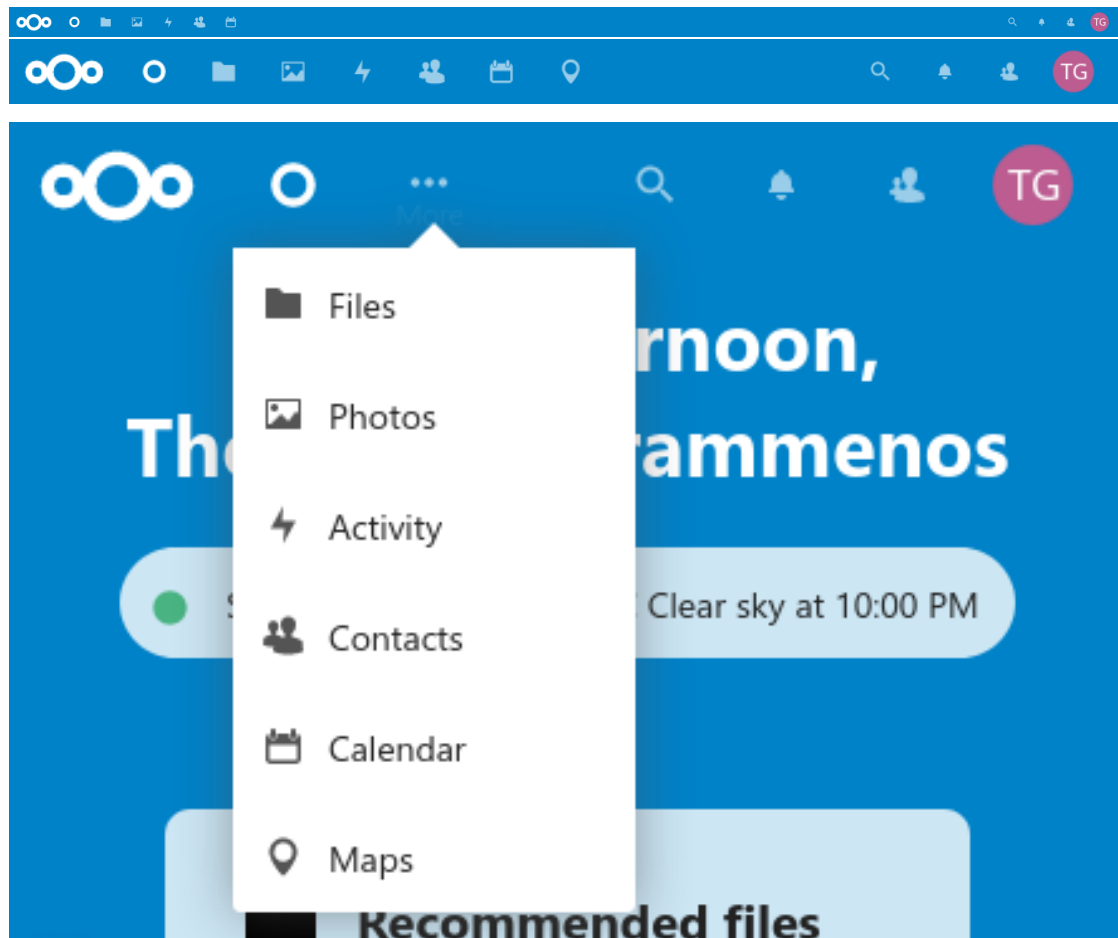 TG
TG
TG
More
Files
rnoon,
Photos
The rammenos
Activity
Clear sky at 10:00 PM
Contacts
Calendar
Maps
Recommended files